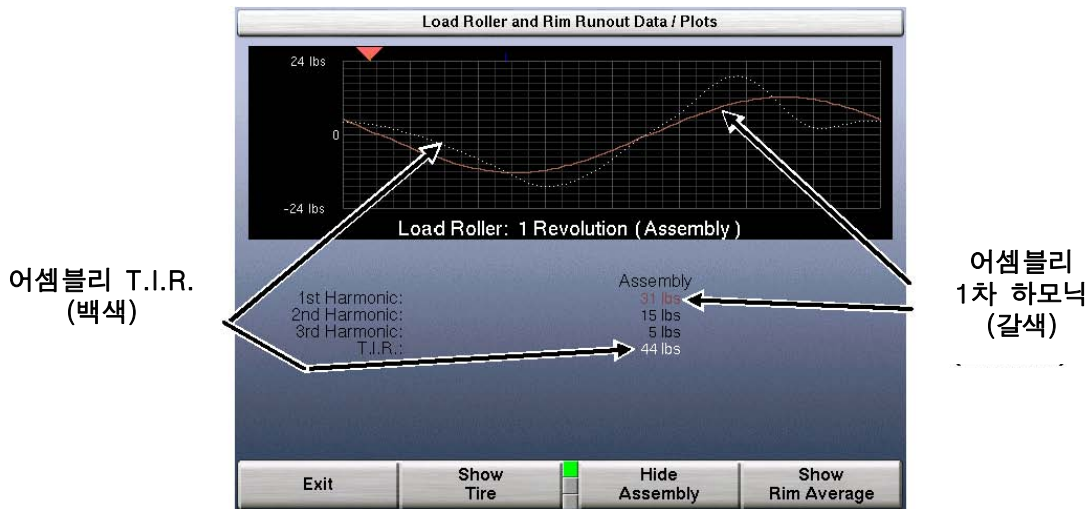 Load Roller and Rim Runout Data / Plots
24 lbs
0
-24 lbs
Load Roller: 1 Revolution (Assembly)
어셈블리 T.I.R.
(백색)
어셈블리
1차 하모닉
(갈색)
Assembly
1st Harmonic: 31 lbs
2nd Harmonic: 15 lbs
3rd Harmonic: 5 lbs
T.I.R.: 44 lbs
Exit
Show
Tire
Hide
Assembly
Show
Rim Average